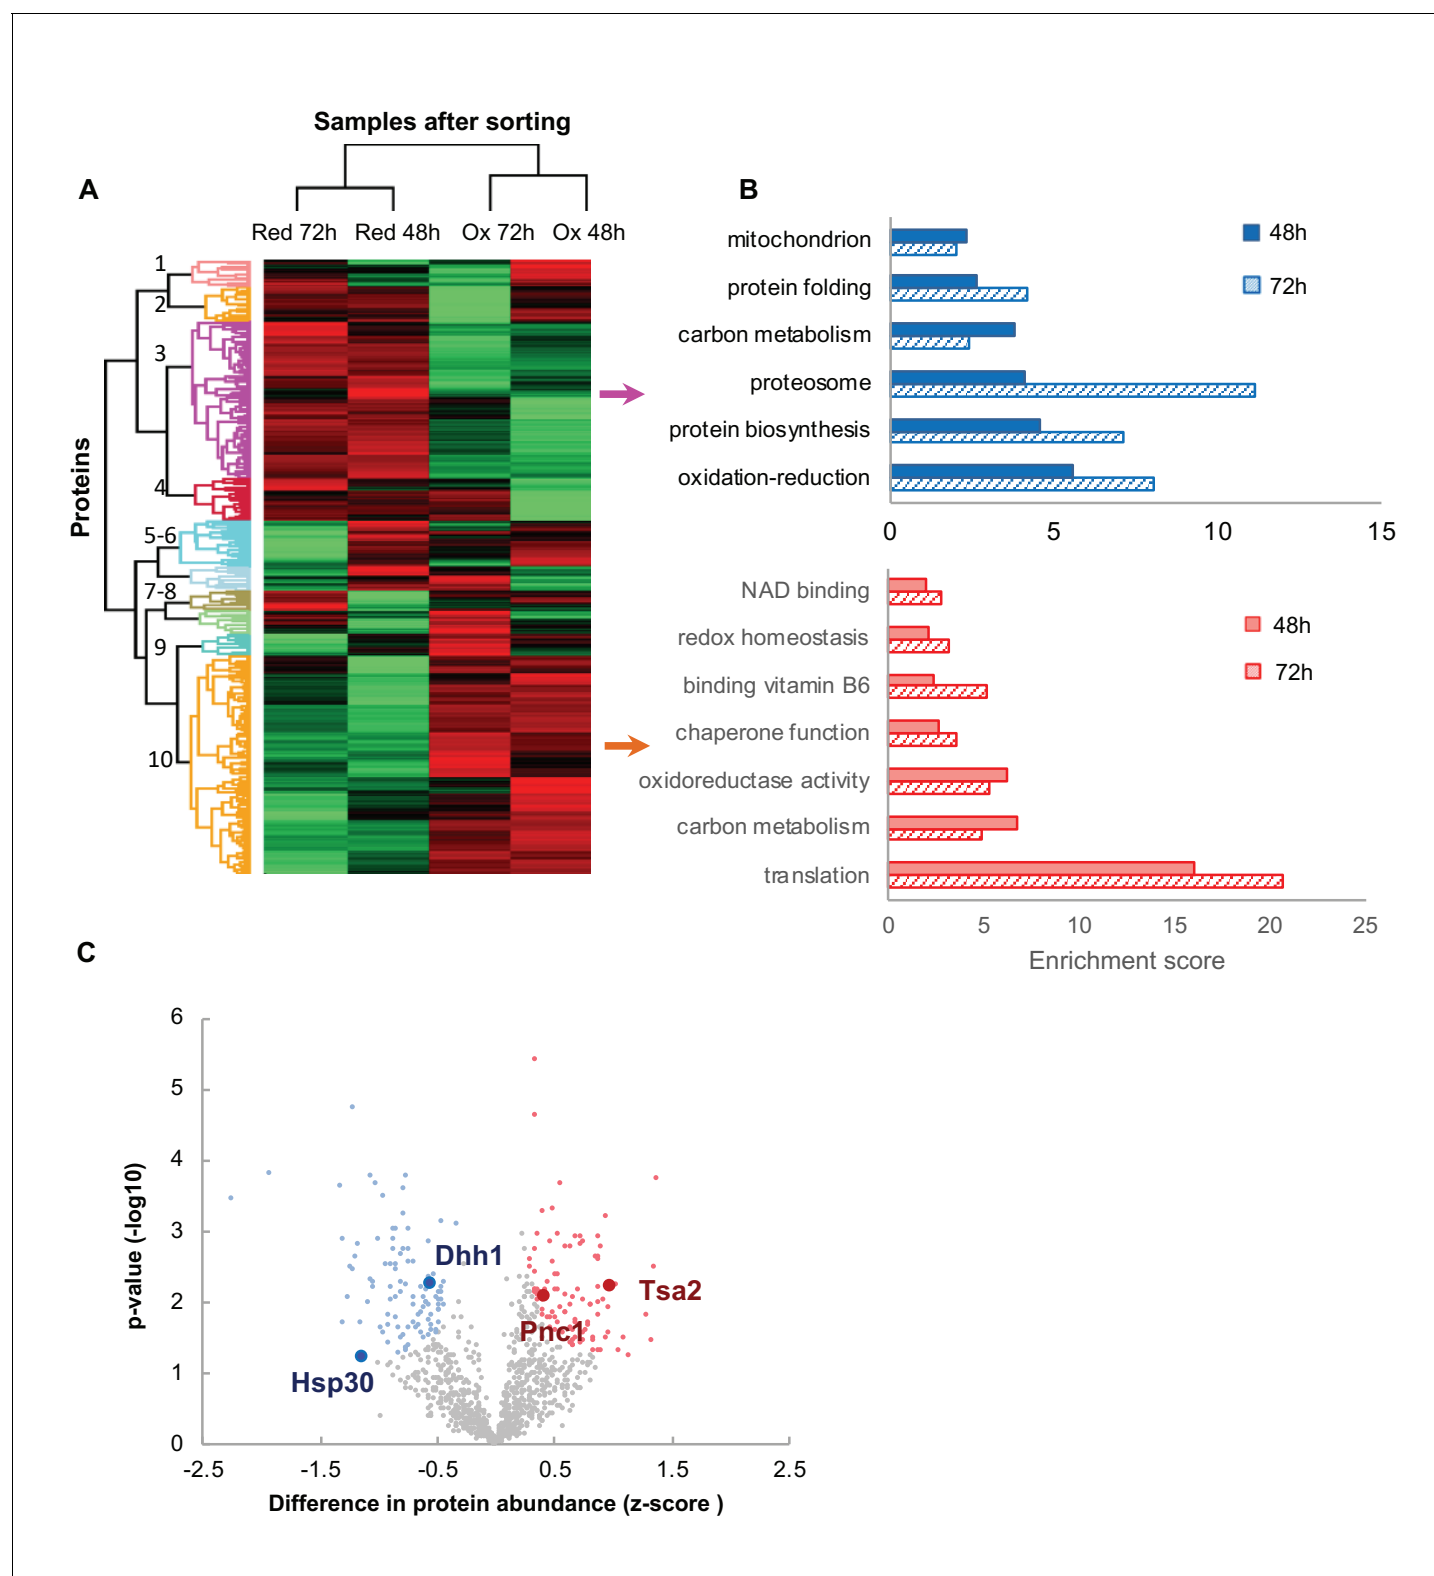 Samples after sorting
A
Red 72h Red 48h Ox 72h Ox 48h
Proteins
1
2
3
4
5-6
7-8
9
10
B
48h
72h
mitochondrion
protein folding
carbon metabolism
proteosome
protein biosynthesis
oxidation-reduction
0 5 10 15
NAD binding
redox homeostasis
binding vitamin B6
chaperone function
oxidoreductase activity
carbon metabolism
translation
48h
72h
0 5 10 15 20 25
Enrichment score
C
p-value (-log10)
6
5
4
3
2
1
0
Dhh1
Tsa2
Pnc1
Hsp30
-2.5 -1.5 -0.5 0.5 1.5 2.5
Difference in protein abundance (z-score )